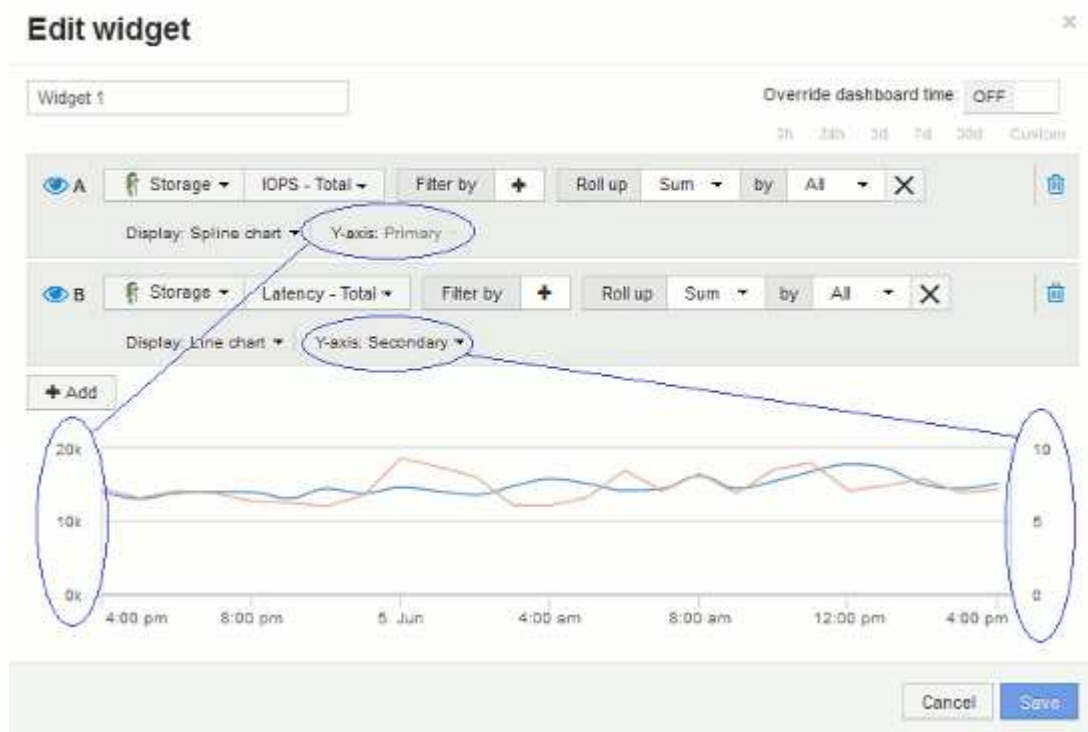 Edit widget
Widget 1
Override dashboard time OFF
3h 24h 3d 7d 30d Custom
A Storage IOPS - Total Filter by + Roll up Sum by All X
Display: Spline chart Y-axis: Primary
B Storage Latency - Total Filter by + Roll up Sum by All X
Display: Line chart Y-axis: Secondary
+ Add
20k 10
10k 5
0k 0
4:00 pm 8:00 pm 5. Jun 4:00 am 8:00 am 12:00 pm 4:00 pm
Cancel Save